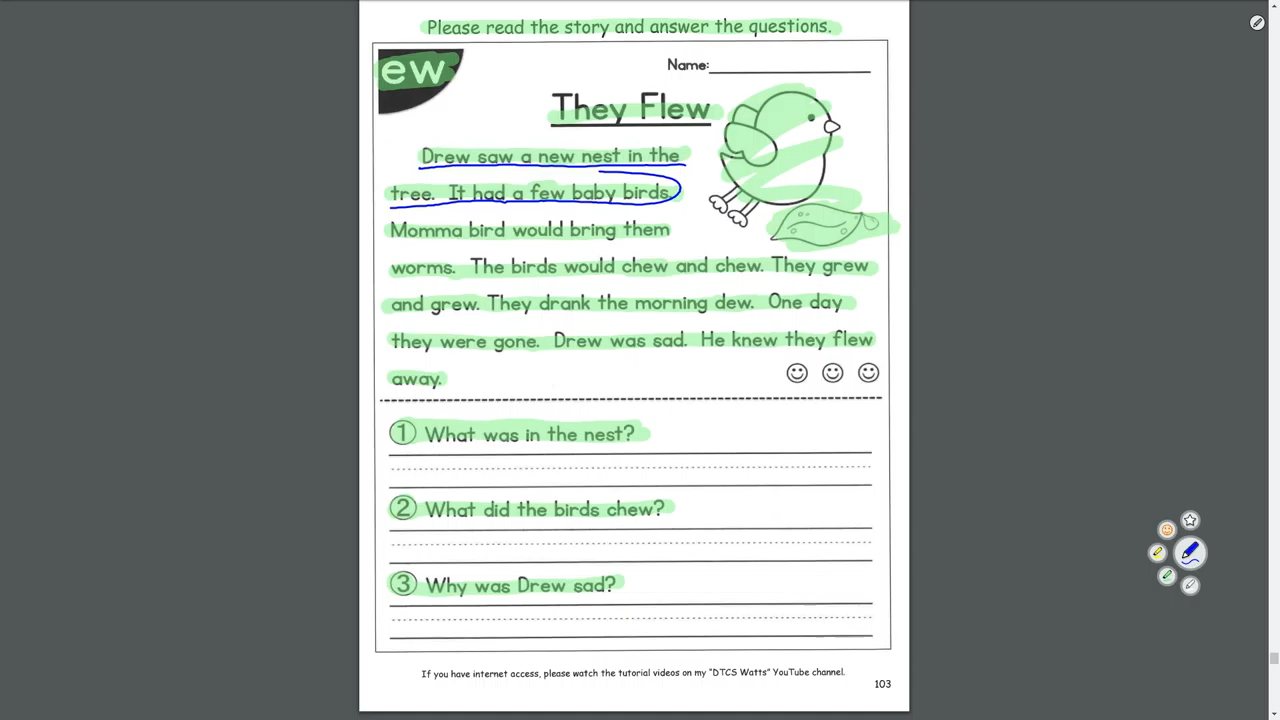 Please read the story and answer the questions.
ew
Name:
They Flew
Drew saw a new nest in the
tree. It had a few baby birds.
Momma bird would bring them
worms. The birds would chew and chew. They grew
and grew. They drank the morning dew. One day
they were gone. Drew was sad. He knew they flew
away.
1 What was in the nest?
2 What did the birds chew?
3 Why was Drew sad?
If you have internet access, please watch the tutorial videos on my "DTCS Watts" YouTube channel.
103